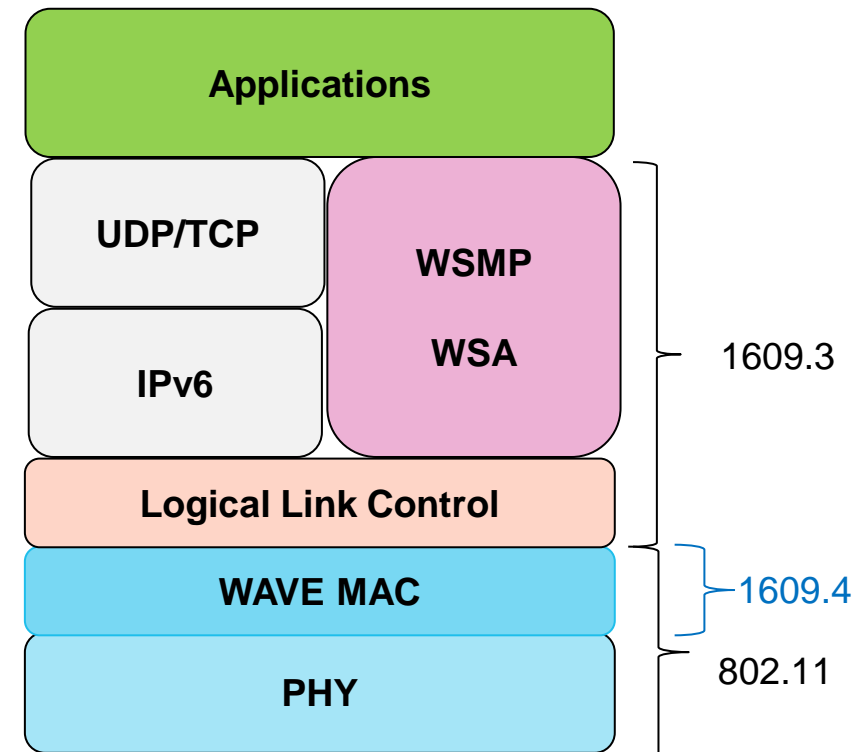 Applications
UDP/TCP
WSMP
WSA
IPv6
1609.3
Logical Link Control
WAVE MAC
1609.4
802.11
PHY